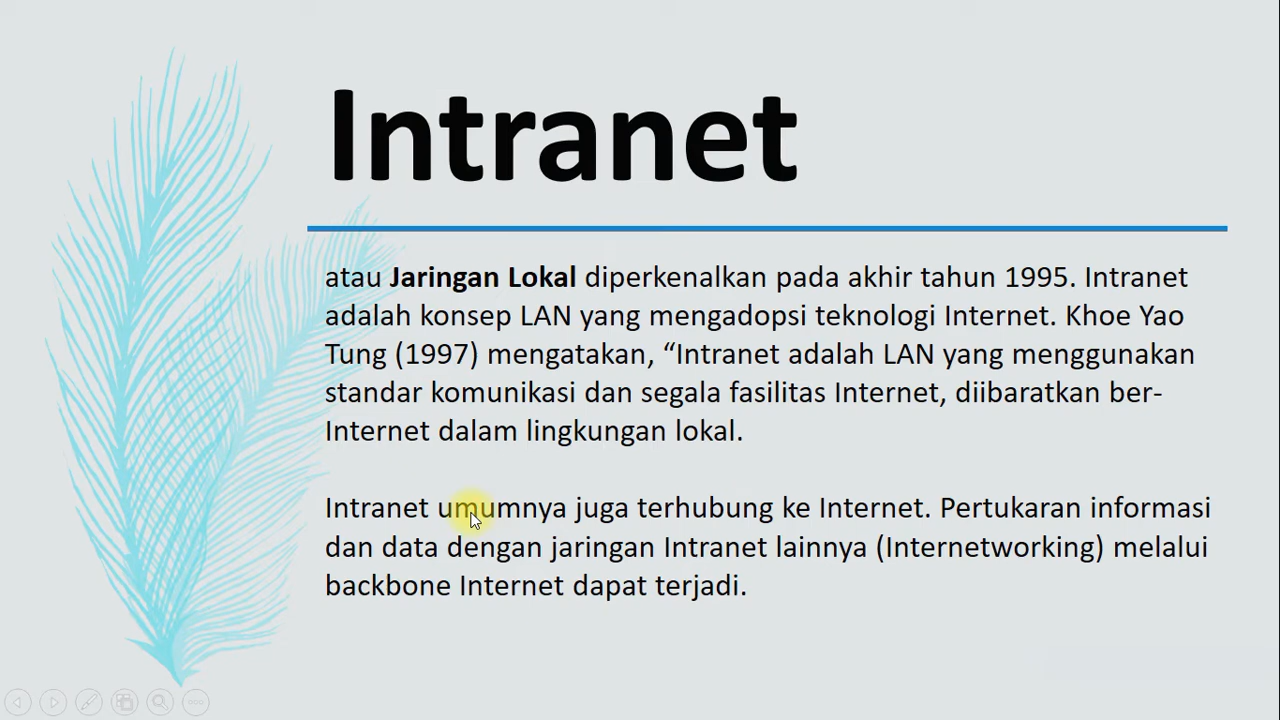 Intranet
atau Jaringan Lokal diperkenalkan pada akhir tahun 1995. Intranet
adalah konsep LAN yang mengadopsi teknologi Internet. Khoe Yao
Tung (1997) mengatakan, “Intranet adalah LAN yang menggunakan
standar komunikasi dan segala fasilitas Internet, diibaratkan ber-
Internet dalam lingkungan lokal.
Intranet umumnya juga terhubung ke Internet. Pertukaran informasi
dan data dengan jaringan Intranet lainnya (Internetworking) melalui
backbone Internet dapat terjadi.